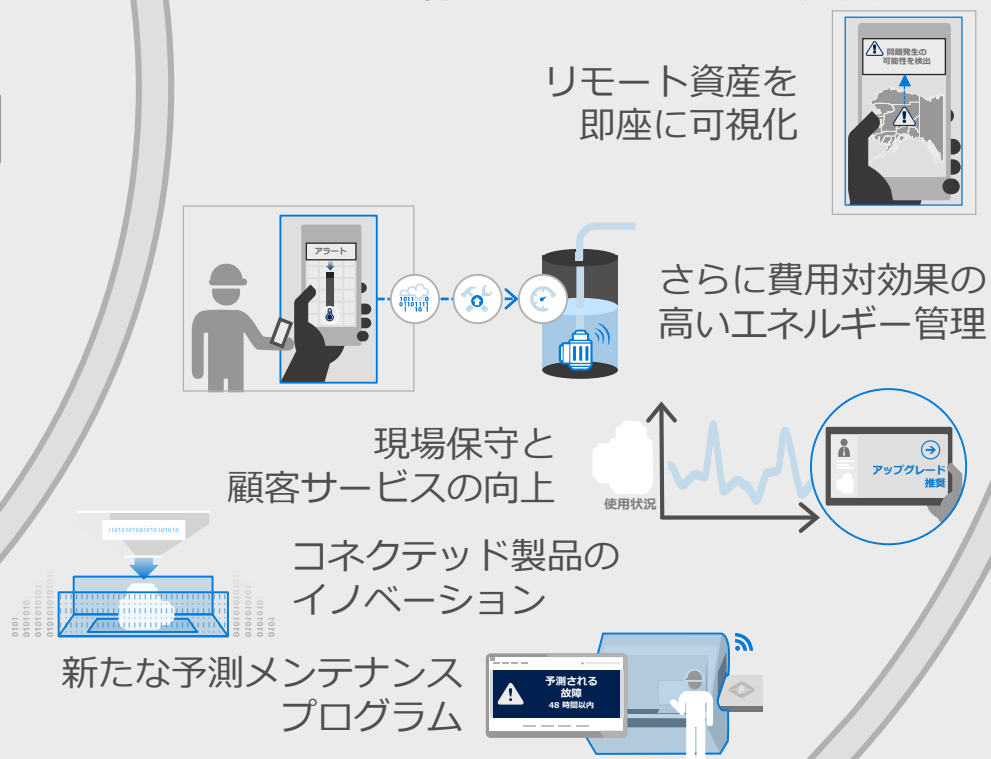 問題発生の
可能性を検出
リモート資産を
即座に可視化
アラート
1011 0
01101111
1 10 1
さらに費用対効果の
高いエネルギー管理
現場保守と
顧客サービスの向上
使用状況
アップグレード
推奨
コネクテッド製品の
イノベーション
新たな予測メンテナンス
プログラム
予測される
故障
48 時間以内